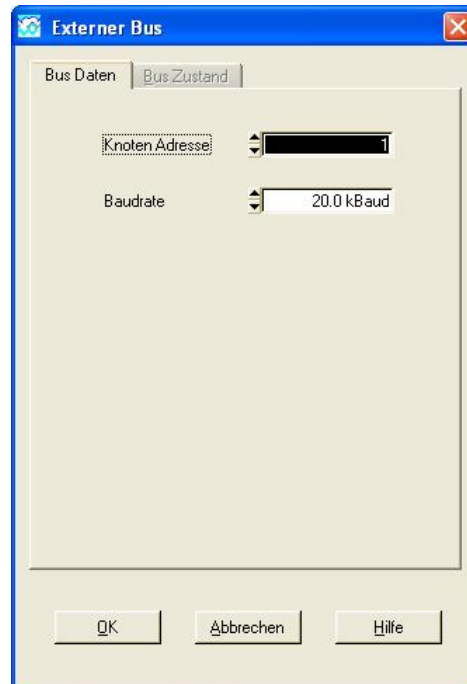 Externer Bus
Bus Daten Bus Zustand
Knoten Adresse 1
Baudrate 20.0 kBaud
OK Abbrechen Hilfe